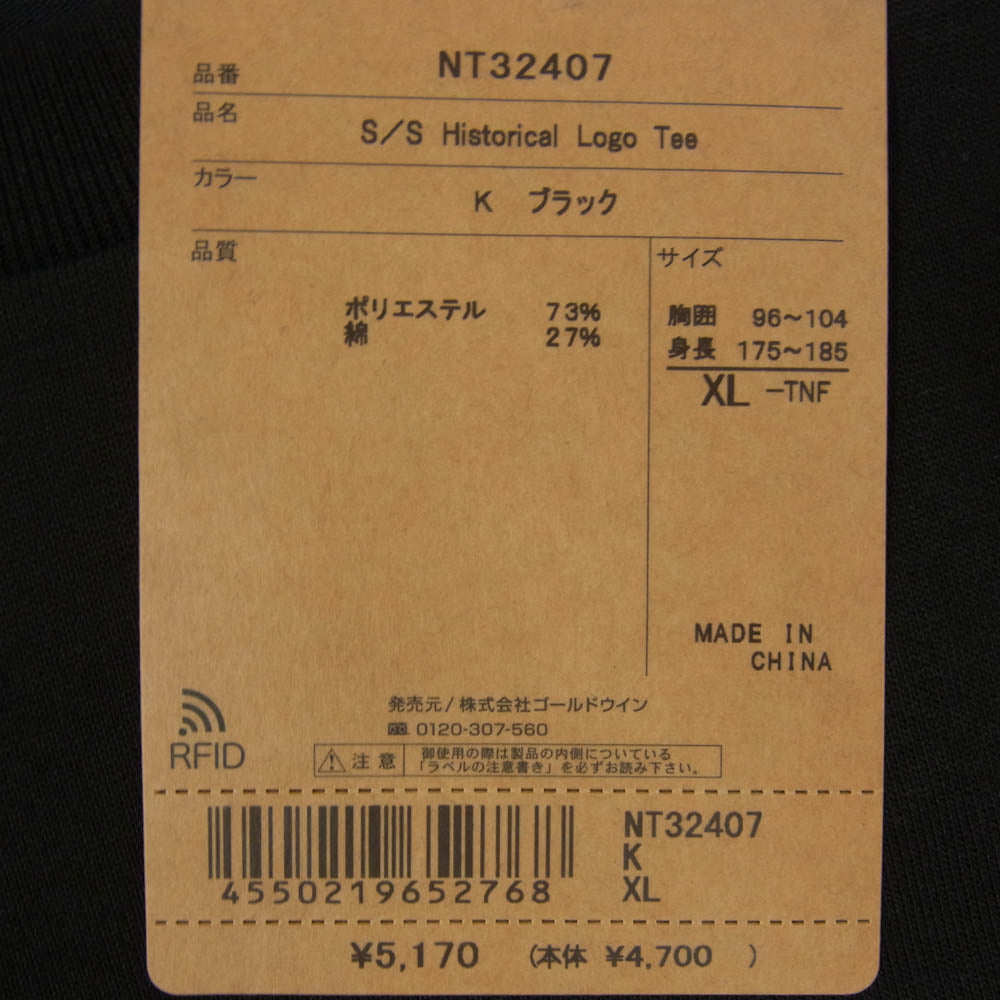 品番 NT32407
品名
S/S Historical Logo Tee
カラー
K ブラック
品質
ポリエステル 73%
綿 27%
サイズ
胸囲 96~104
身長 175~185
XL -TNF
MADE IN
CHINA
発売元/株式会社ゴールドウイン
0120-307-560
RFID
注意
御使用の際は製品の内側についている
「ラベルの注意書き」を必ずお読み下さい。
4550219652768
NT32407
K
XL
¥5,170 (本体 ¥4,700 )